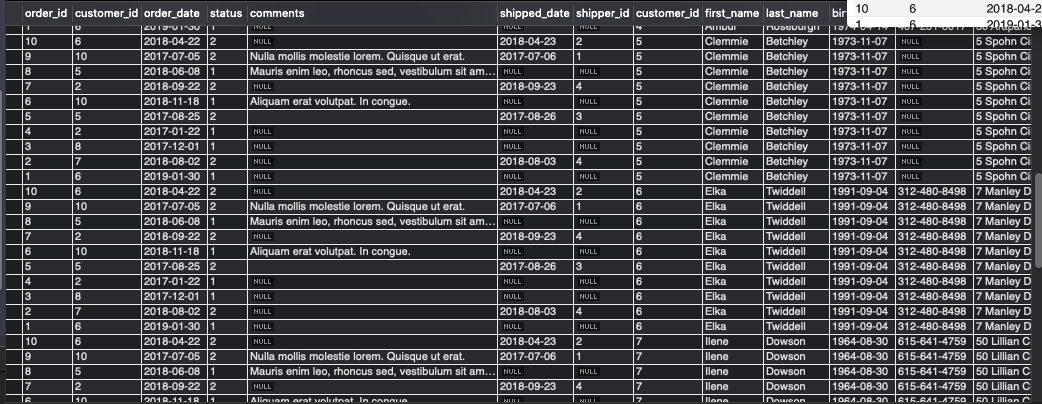 order_id customer_id order_date status comments shipped_date shipper_id customer_id first_name last_name
10 6 2018-04-2
1 6 2019-01-3
1 6 2019-01-30 1 NULL NULL NULL 4 Ambur Roseburgh
10 6 2018-04-22 2 NULL 2018-04-23 2 5 Clemmie Betchley 1973-11-07 NULL 5 Spohn Ci
9 10 2017-07-05 2 Nulla mollis molestie lorem. Quisque ut erat. 2017-07-06 1 5 Clemmie Betchley 1973-11-07 NULL 5 Spohn Ci
8 5 2018-06-08 1 Mauris enim leo, rhoncus sed, vestibulum sit am... NULL NULL 5 Clemmie Betchley 1973-11-07 NULL 5 Spohn Ci
7 2 2018-09-22 2 NULL 2018-09-23 4 5 Clemmie Betchley 1973-11-07 NULL 5 Spohn Ci
6 10 2018-11-18 1 Aliquam erat volutpat. In congue. NULL NULL 5 Clemmie Betchley 1973-11-07 NULL 5 Spohn Ci
5 5 2017-08-25 2 2017-08-26 3 5 Clemmie Betchley 1973-11-07 NULL 5 Spohn Ci
4 2 2017-01-22 1 NULL NULL NULL 5 Clemmie Betchley 1973-11-07 NULL 5 Spohn Ci
3 8 2017-12-01 1 NULL NULL NULL 5 Clemmie Betchley 1973-11-07 NULL 5 Spohn Ci
2 7 2018-08-02 2 NULL 2018-08-03 4 5 Clemmie Betchley 1973-11-07 NULL 5 Spohn Ci
1 6 2019-01-30 1 NULL NULL NULL 5 Clemmie Betchley 1973-11-07 NULL 5 Spohn Ci
10 6 2018-04-22 2 NULL 2018-04-23 2 6 Elka Twiddell 1991-09-04 312-480-8498 7 Manley D
9 10 2017-07-05 2 Nulla mollis molestie lorem. Quisque ut erat. 2017-07-06 1 6 Elka Twiddell 1991-09-04 312-480-8498 7 Manley D
8 5 2018-06-08 1 Mauris enim leo, rhoncus sed, vestibulum sit am... NULL NULL 6 Elka Twiddell 1991-09-04 312-480-8498 7 Manley D
7 2 2018-09-22 2 NULL 2018-09-23 4 6 Elka Twiddell 1991-09-04 312-480-8498 7 Manley D
6 10 2018-11-18 1 Aliquam erat volutpat. In congue. NULL NULL 6 Elka Twiddell 1991-09-04 312-480-8498 7 Manley D
5 5 2017-08-25 2 2017-08-26 3 6 Elka Twiddell 1991-09-04 312-480-8498 7 Manley D
4 2 2017-01-22 1 NULL NULL NULL 6 Elka Twiddell 1991-09-04 312-480-8498 7 Manley D
3 8 2017-12-01 1 NULL NULL NULL 6 Elka Twiddell 1991-09-04 312-480-8498 7 Manley D
2 7 2018-08-02 2 NULL 2018-08-03 4 6 Elka Twiddell 1991-09-04 312-480-8498 7 Manley D
1 6 2019-01-30 1 NULL NULL NULL 6 Elka Twiddell 1991-09-04 312-480-8498 7 Manley D
10 6 2018-04-22 2 NULL 2018-04-23 2 7 Ilene Dowson 1964-08-30 615-641-4759 50 Lillian C
9 10 2017-07-05 2 Nulla mollis molestie lorem. Quisque ut erat. 2017-07-06 1 7 Ilene Dowson 1964-08-30 615-641-4759 50 Lillian C
8 5 2018-06-08 1 Mauris enim leo, rhoncus sed, vestibulum sit am... NULL NULL 7 Ilene Dowson 1964-08-30 615-641-4759 50 Lillian C
7 2 2018-09-22 2 NULL 2018-09-23 4 7 Ilene Dowson 1964-08-30 615-641-4759 50 Lillian C
6 10 2018-11-18 1 Aliquam erat volutpat. In congue. NULL NULL 7 Ilene Dowson 1964-08-30 615-641-4759 50 Lillian C